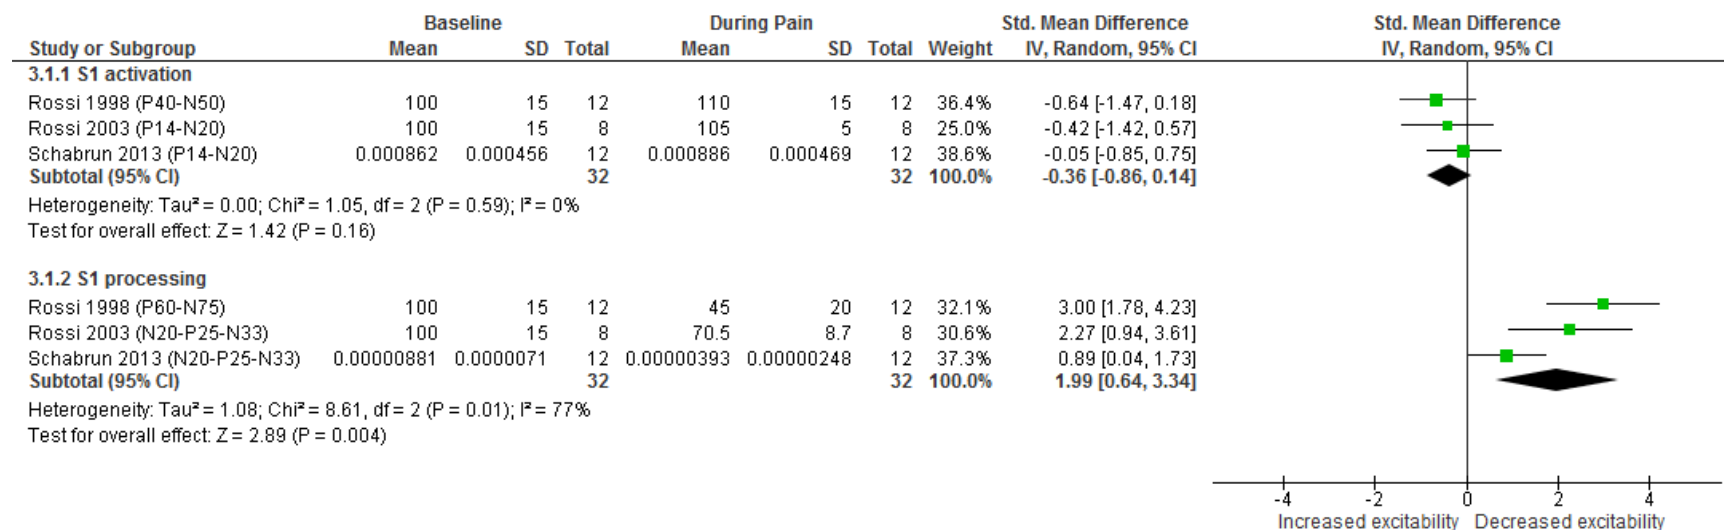 Baseline During Pain Std. Mean Difference Std. Mean Difference
Study or Subgroup Mean SD Total Mean SD Total Weight IV, Random, 95% CI IV, Random, 95% CI
3.1.1 S1 activation
Rossi 1998 (P40-N50) 100 15 12 110 15 12 36.4% -0.64 [-1.47, 0.18]
Rossi 2003 (P14-N20) 100 15 8 105 5 8 25.0% -0.42 [-1.42, 0.57]
Schabrun 2013 (P14-N20) 0.000862 0.000456 12 0.000886 0.000469 12 38.6% -0.05 [-0.85, 0.75]
Subtotal (95% CI) 32 32 100.0% -0.36 [-0.86, 0.14]
Heterogeneity: Tau² = 0.00; Chi² = 1.05, df = 2 (P = 0.59); I² = 0%
Test for overall effect: Z = 1.42 (P = 0.16)
3.1.2 S1 processing
Rossi 1998 (P60-N75) 100 15 12 45 20 12 32.1% 3.00 [1.78, 4.23]
Rossi 2003 (N20-P25-N33) 100 15 8 70.5 8.7 8 30.6% 2.27 [0.94, 3.61]
Schabrun 2013 (N20-P25-N33) 0.00000881 0.0000071 12 0.00000393 0.00000248 12 37.3% 0.89 [0.04, 1.73]
Subtotal (95% CI) 32 32 100.0% 1.99 [0.64, 3.34]
Heterogeneity: Tau² = 1.08; Chi² = 8.61, df = 2 (P = 0.01); I² = 77%
Test for overall effect: Z = 2.89 (P = 0.004)
-4 -2 0 2 4
Increased excitability Decreased excitability